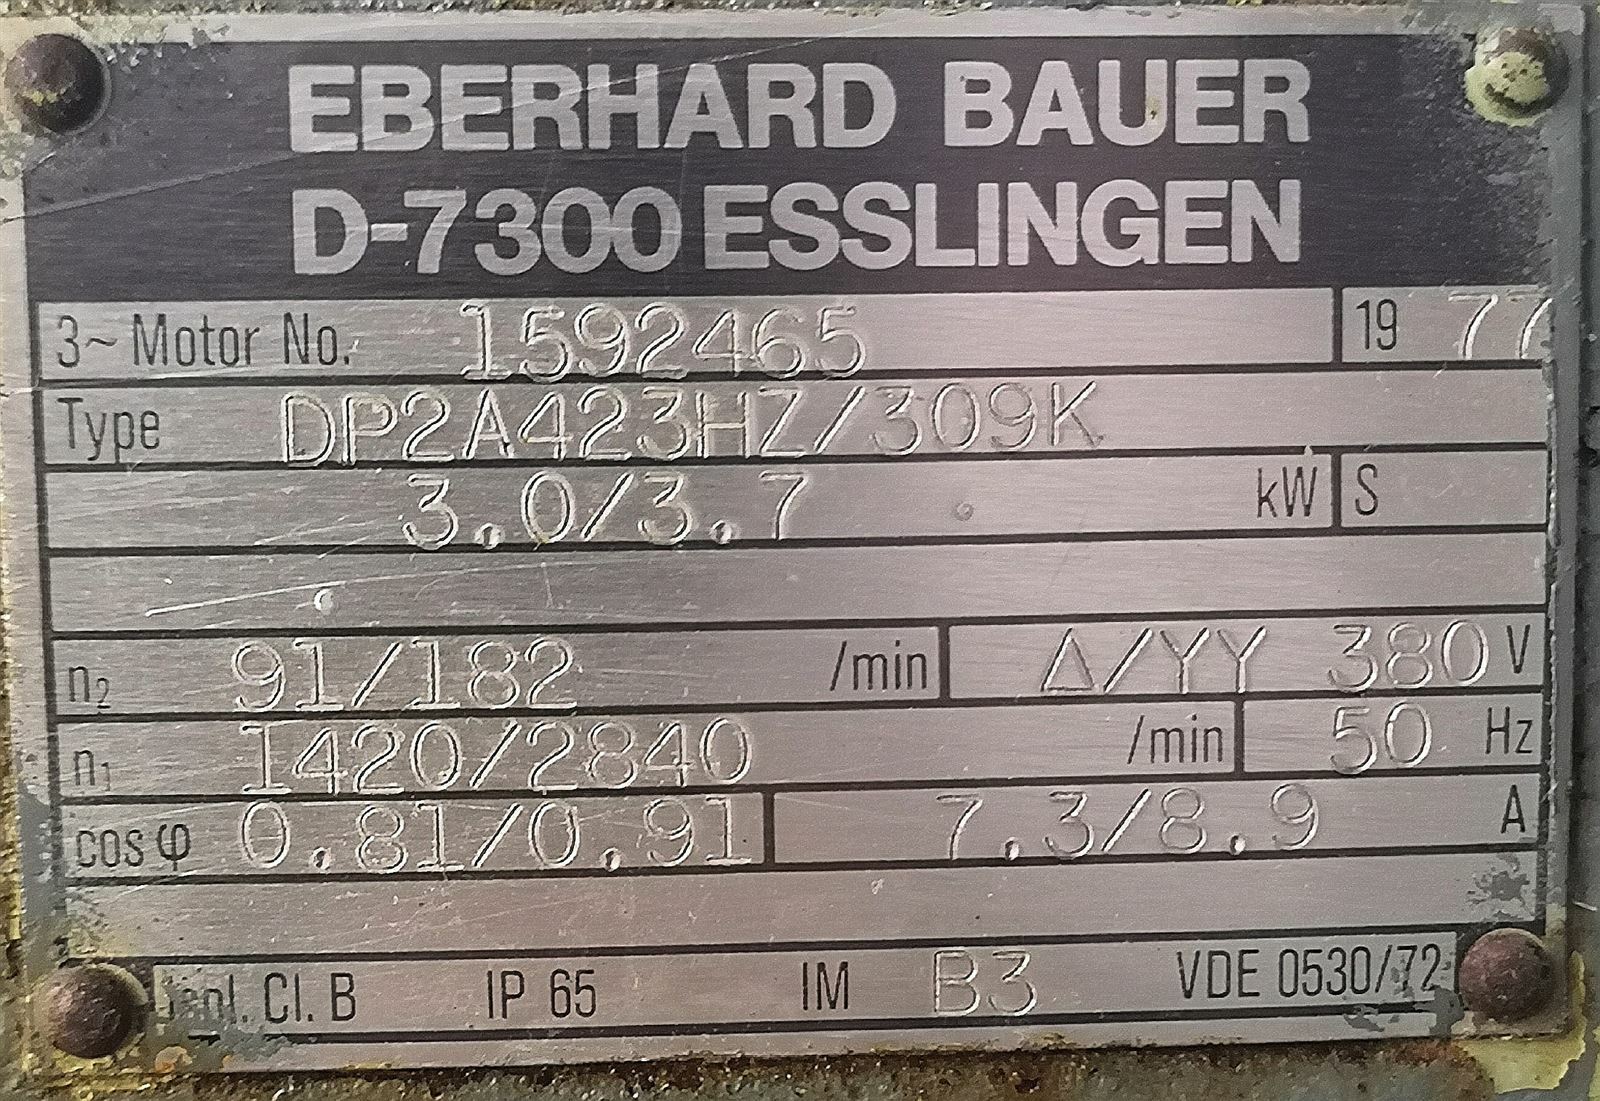 EBERHARD BAUER
D-7300 ESSLINGEN
3~ Motor No. 1592465 19 77
Type DP2A423HZ/309K
3.0/3.7 kW S
n₂ 91/182 /min Δ/YY 380 V
n₁ 1420/2840 /min 50 Hz
cos φ 0.81/0.91 7.3/8.9 A
Cl. B IP 65 IM B3 VDE 0530/72